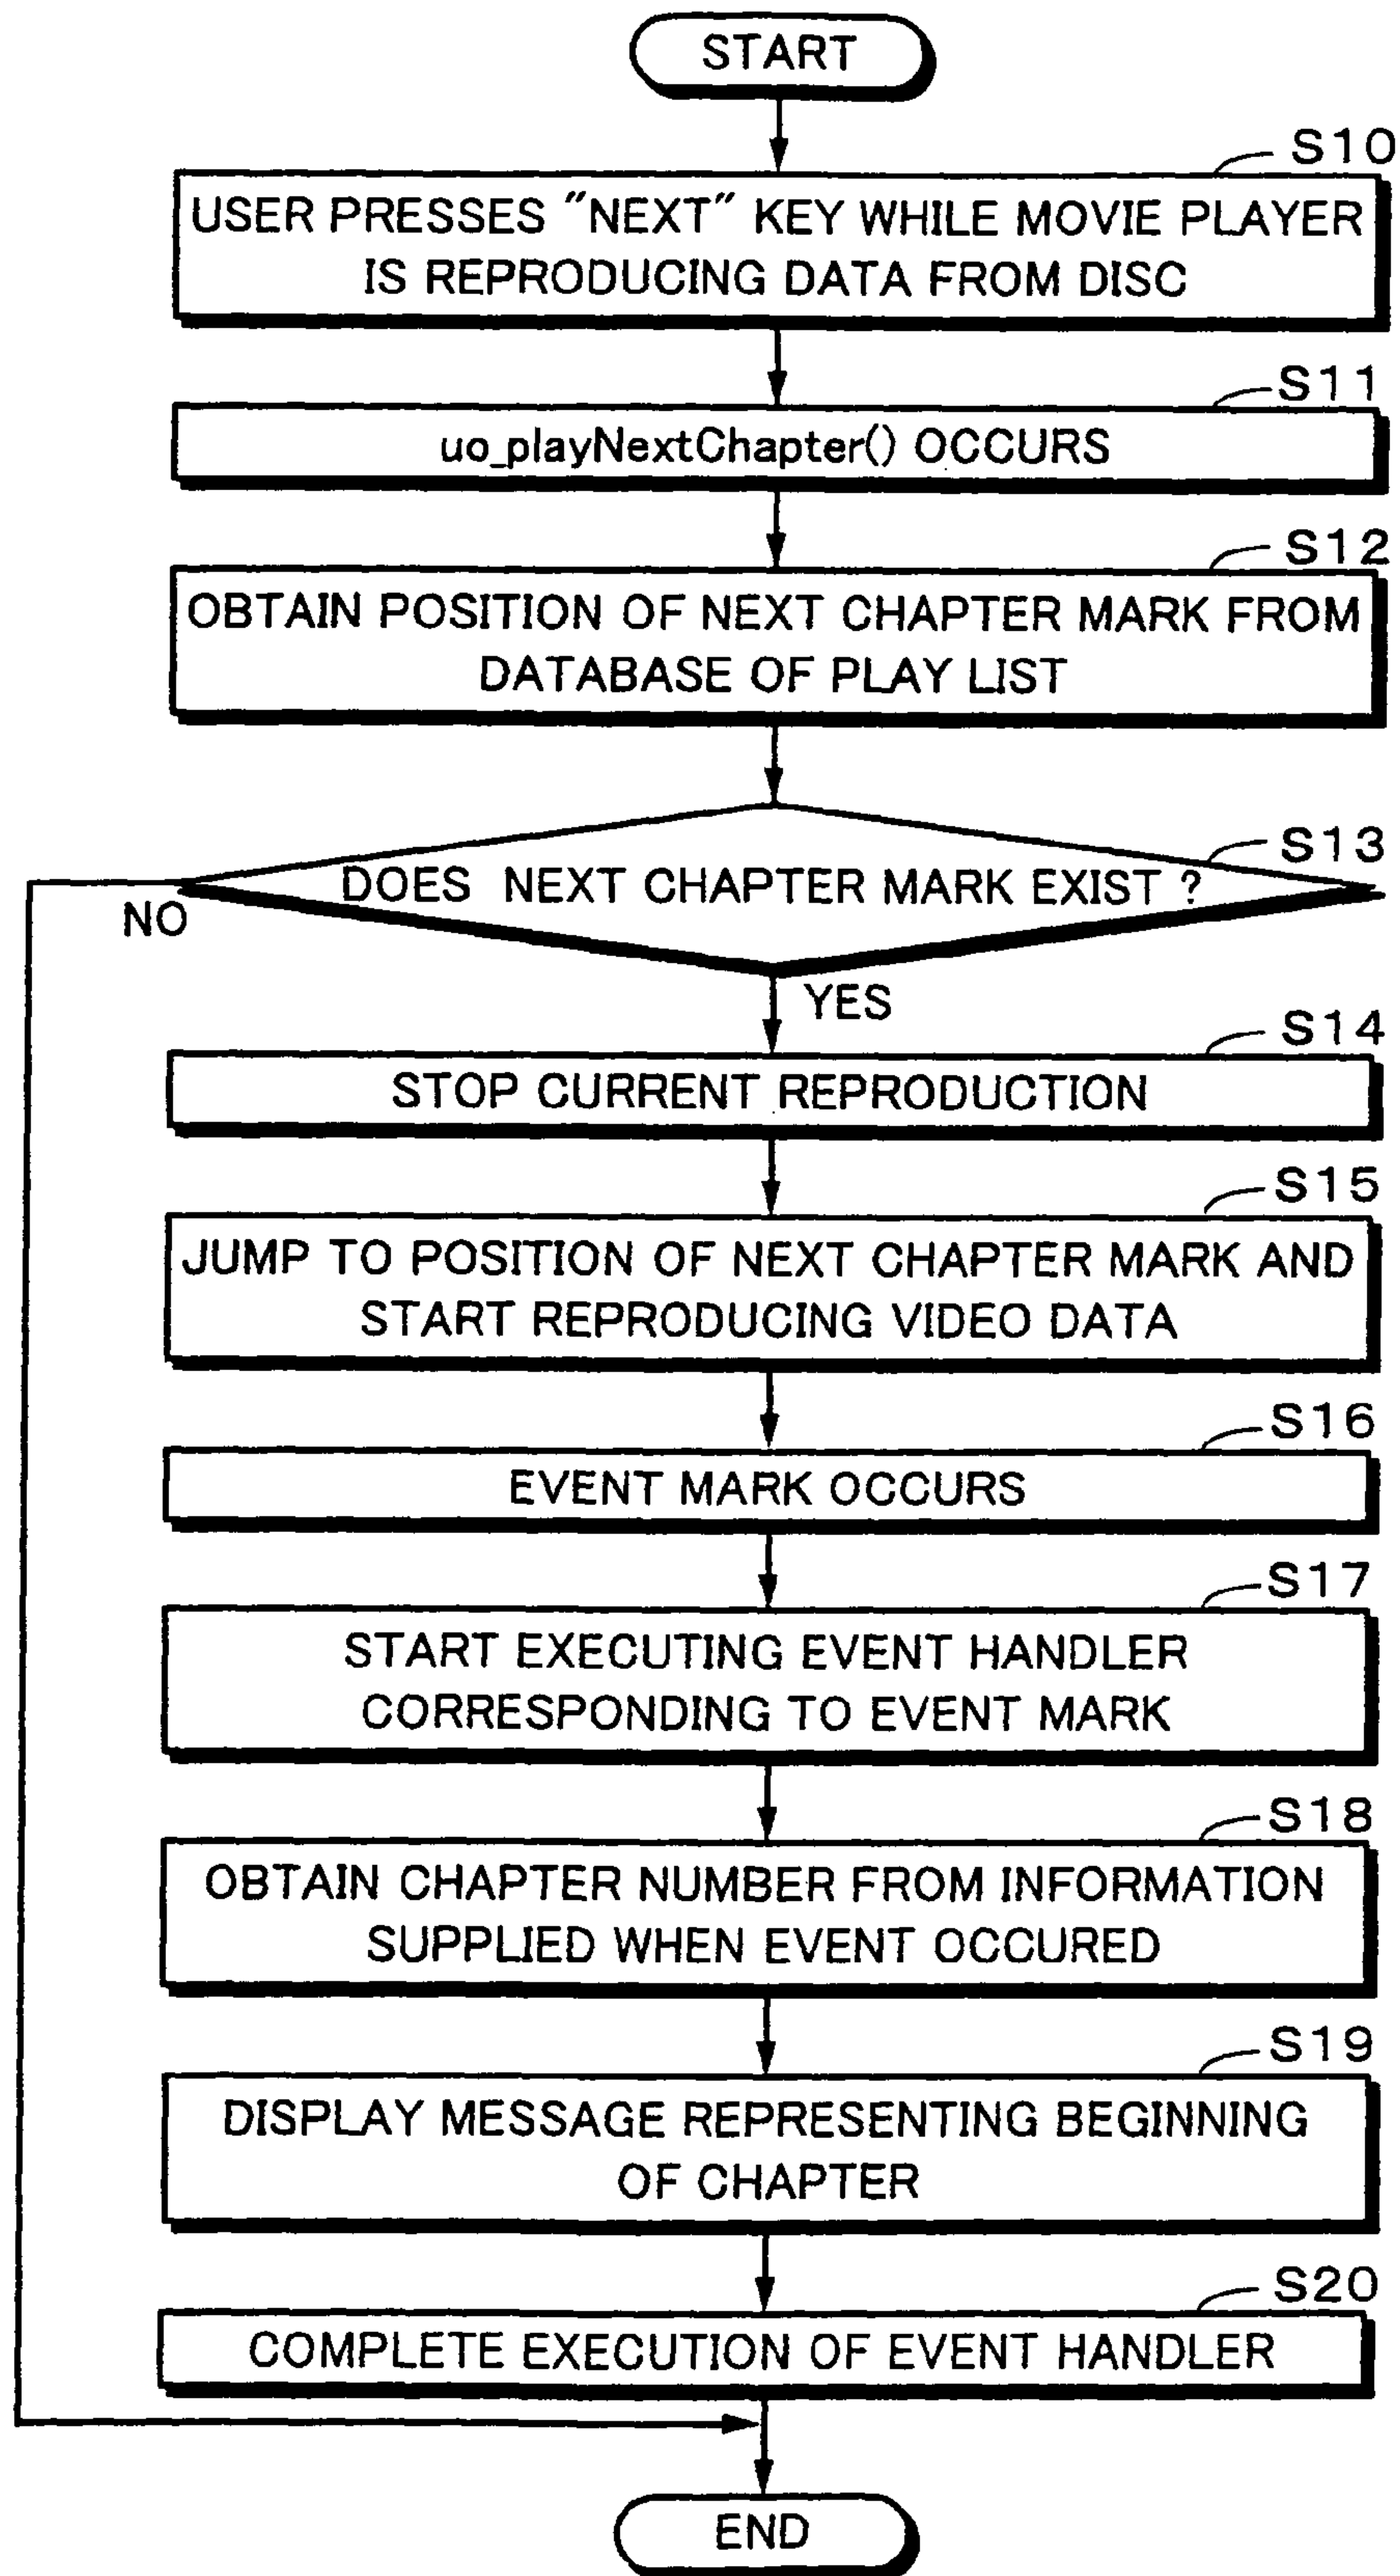 START
S10
USER PRESSES "NEXT" KEY WHILE MOVIE PLAYER
IS REPRODUCING DATA FROM DISC
S11
uo_playNextChapter() OCCURS
S12
OBTAIN POSITION OF NEXT CHAPTER MARK FROM
DATABASE OF PLAY LIST
S13
DOES NEXT CHAPTER MARK EXIST ?
NO
YES
S14
STOP CURRENT REPRODUCTION
S15
JUMP TO POSITION OF NEXT CHAPTER MARK AND
START REPRODUCING VIDEO DATA
S16
EVENT MARK OCCURS
S17
START EXECUTING EVENT HANDLER
CORRESPONDING TO EVENT MARK
S18
OBTAIN CHAPTER NUMBER FROM INFORMATION
SUPPLIED WHEN EVENT OCCURED
S19
DISPLAY MESSAGE REPRESENTING BEGINNING
OF CHAPTER
S20
COMPLETE EXECUTION OF EVENT HANDLER
END